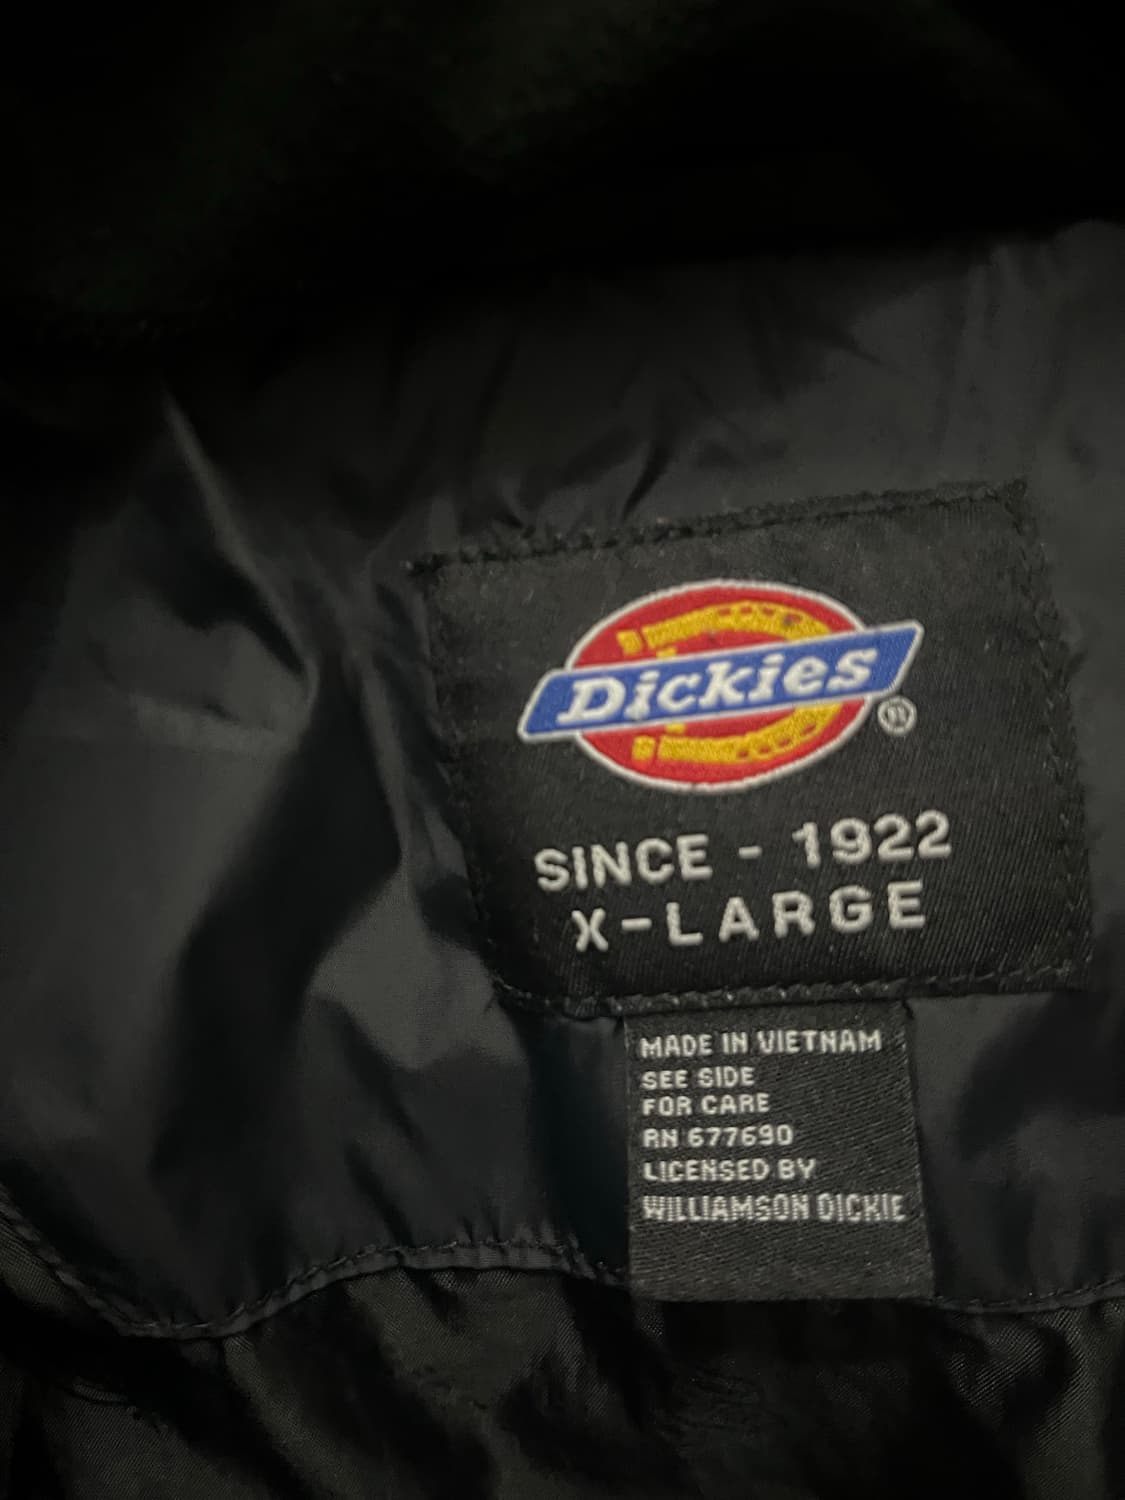 Dickies®
SINCE - 1922
X-LARGE
MADE IN VIETNAM
SEE SIDE
FOR CARE
RN 677690
LICENSED BY
WILLIAMSON DICKIE